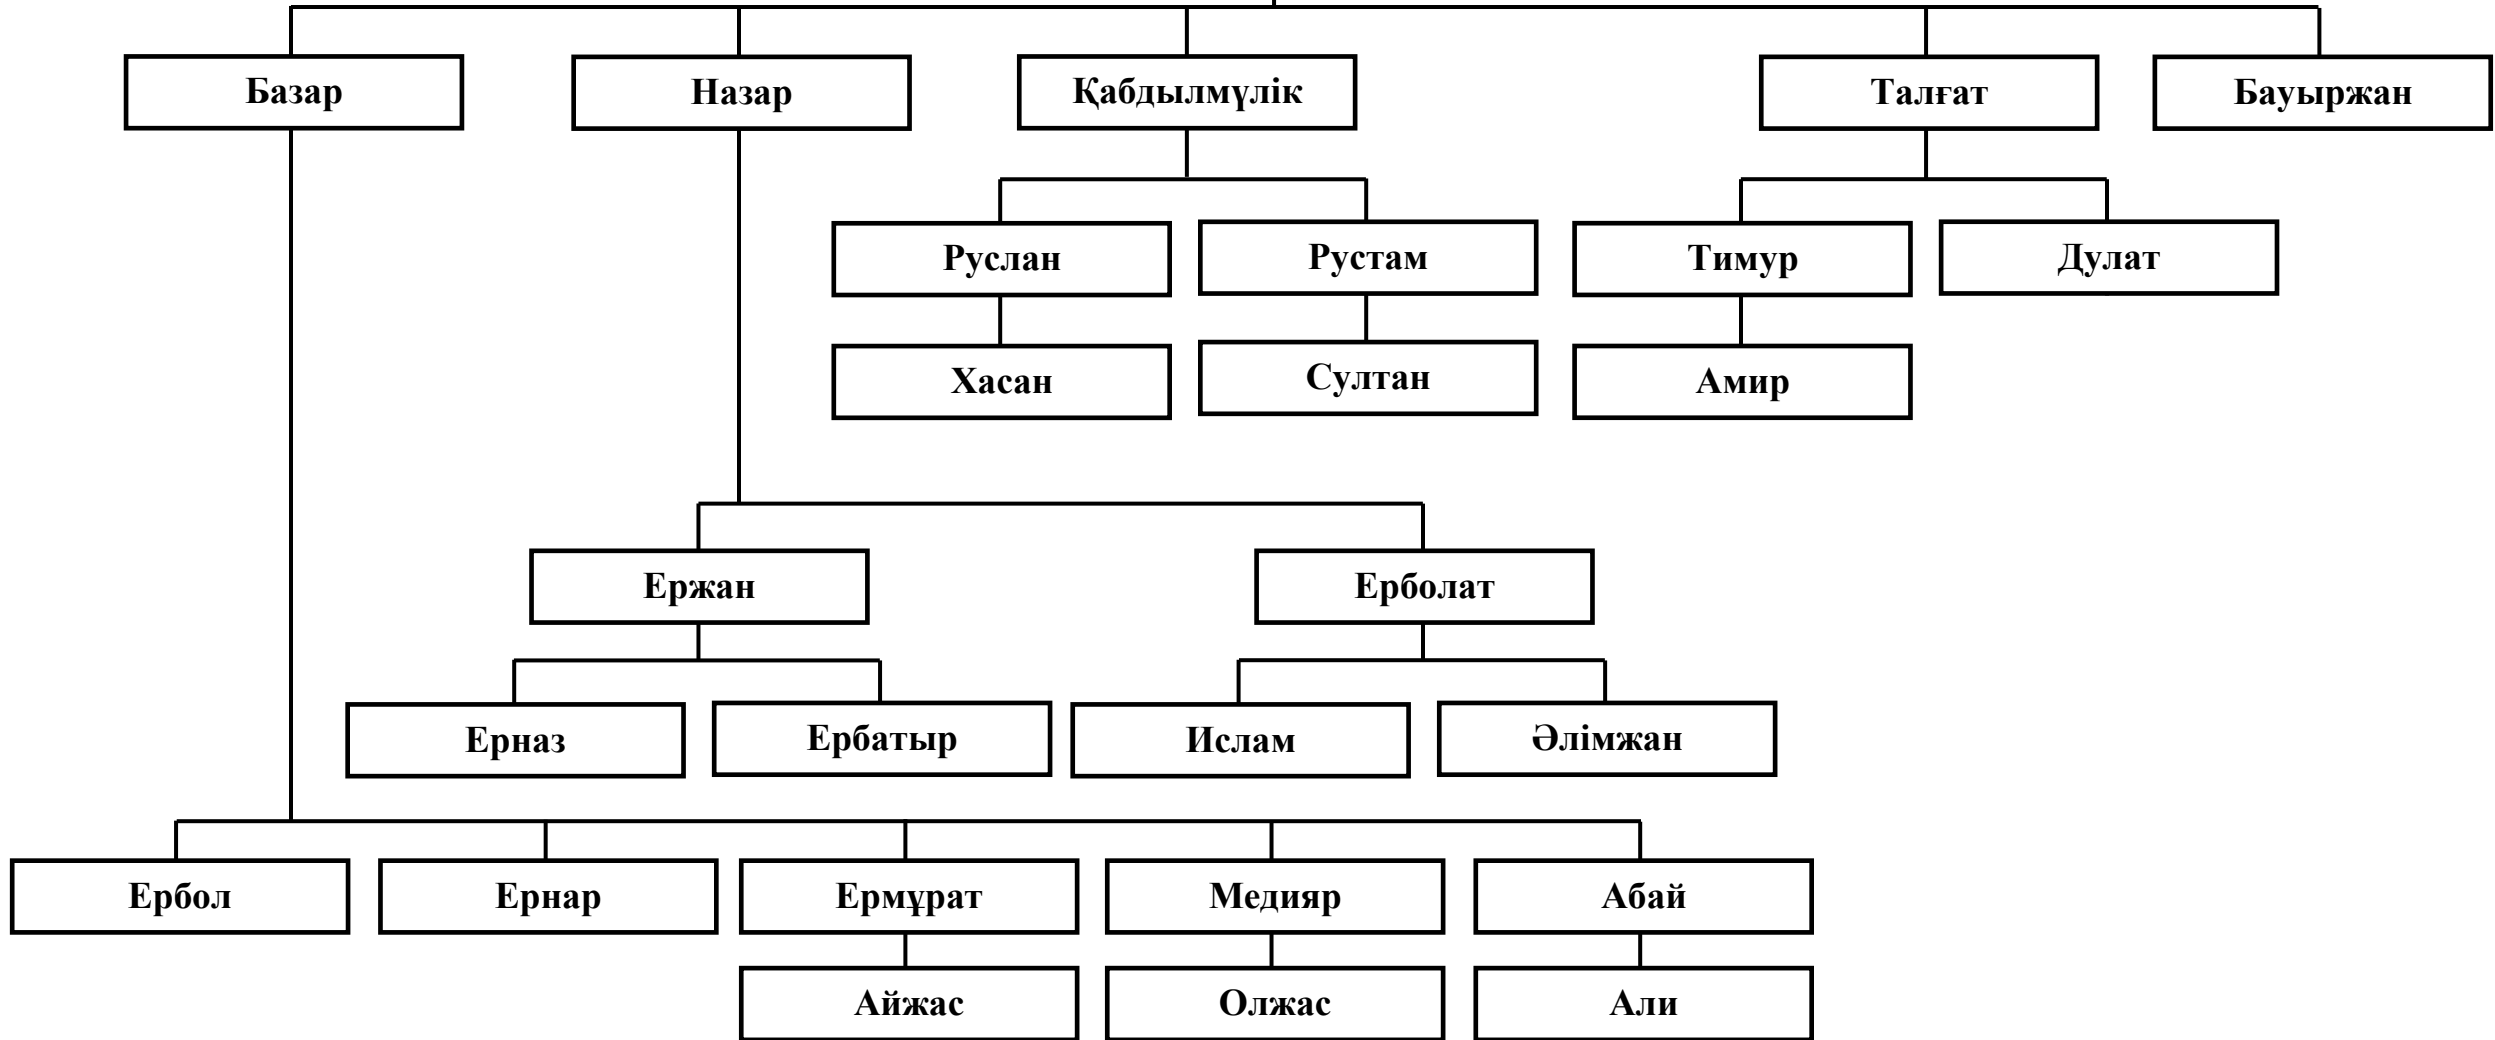 Базар
Назар
Қабдылмүлік
Талғат
Бауыржан
Руслан
Рустам
Тимур
Дулат
Хасан
Султан
Амир
Ержан
Ерболат
Ерназ
Ербатыр
Ислам
Әлімжан
Ербол
Ернар
Ермұрат
Медияр
Абай
Айжас
Олжас
Али